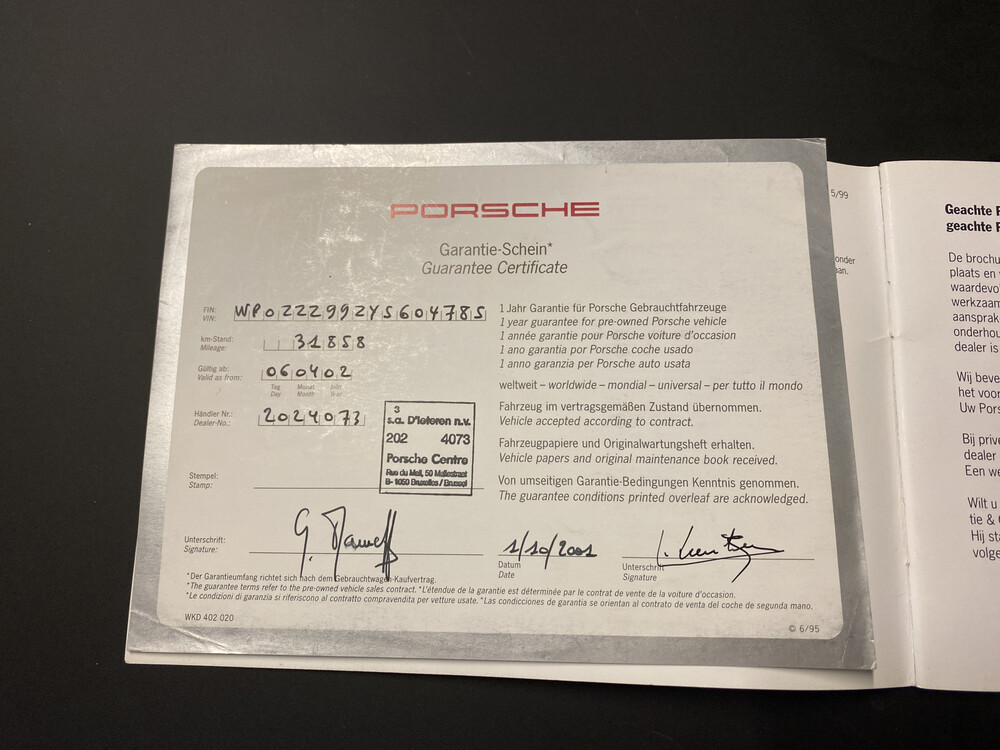 PORSCHE
Garantie-Schein*
Guarantee Certificate
FIN:
VIN:
WP0ZZZ99ZYS604785
km-Stand:
Mileage:
31858
Gültig ab:
Valid as from:
060402
Tag Monat Jahr
Day Month Year
Händler Nr.:
Dealer-No.:
2024073
3
s.a. D'Ieteren n.v.
202 4073
Porsche Centre
Rue du Mail, 50 Maliestraat
B- 1050 Bruxelles / Brussel
Stempel:
Stamp:
1 Jahr Garantie für Porsche Gebrauchtfahrzeuge
1 year guarantee for pre-owned Porsche vehicle
1 année garantie pour Porsche voiture d'occasion
1 ano garantia por Porsche coche usado
1 anno garanzia per Porsche auto usata
weltweit – worldwide – mondial – universal – per tutto il mondo
Fahrzeug im vertragsgemäßen Zustand übernommen.
Vehicle accepted according to contract.
Fahrzeugpapiere und Originalwartungsheft erhalten.
Vehicle papers and original maintenance book received.
Von umseitigen Garantie-Bedingungen Kenntnis genommen.
The guarantee conditions printed overleaf are acknowledged.
Unterschrift:
Signature:
1/10/2001
Datum
Date
Unterschrift
Signature
*Der Garantieumfang richtet sich nach dem Gebrauchtwagen-Kaufvertrag.
*The guarantee terms refer to the pre-owned vehicle sales contract. *L'étendue de la garantie est déterminée par le contrat de vente de la voiture d'occasion.
*Le condizioni di garanzia si riferiscono al contratto compravendita per vetture usate. *Las condicciones de garantia se orientan al contrato de venta del coche de segunda mano.
WKD 402 020
© 6/95
5/99
onder
an.
Geachte
geachte
De brochu
plaats en
waardevo
werkzaam
aansprak
onderhou
dealer is
Wij beve
het voor
Uw Pors
Bij prive
dealer
Een we
Wilt u
tie &
Hij sta
volge